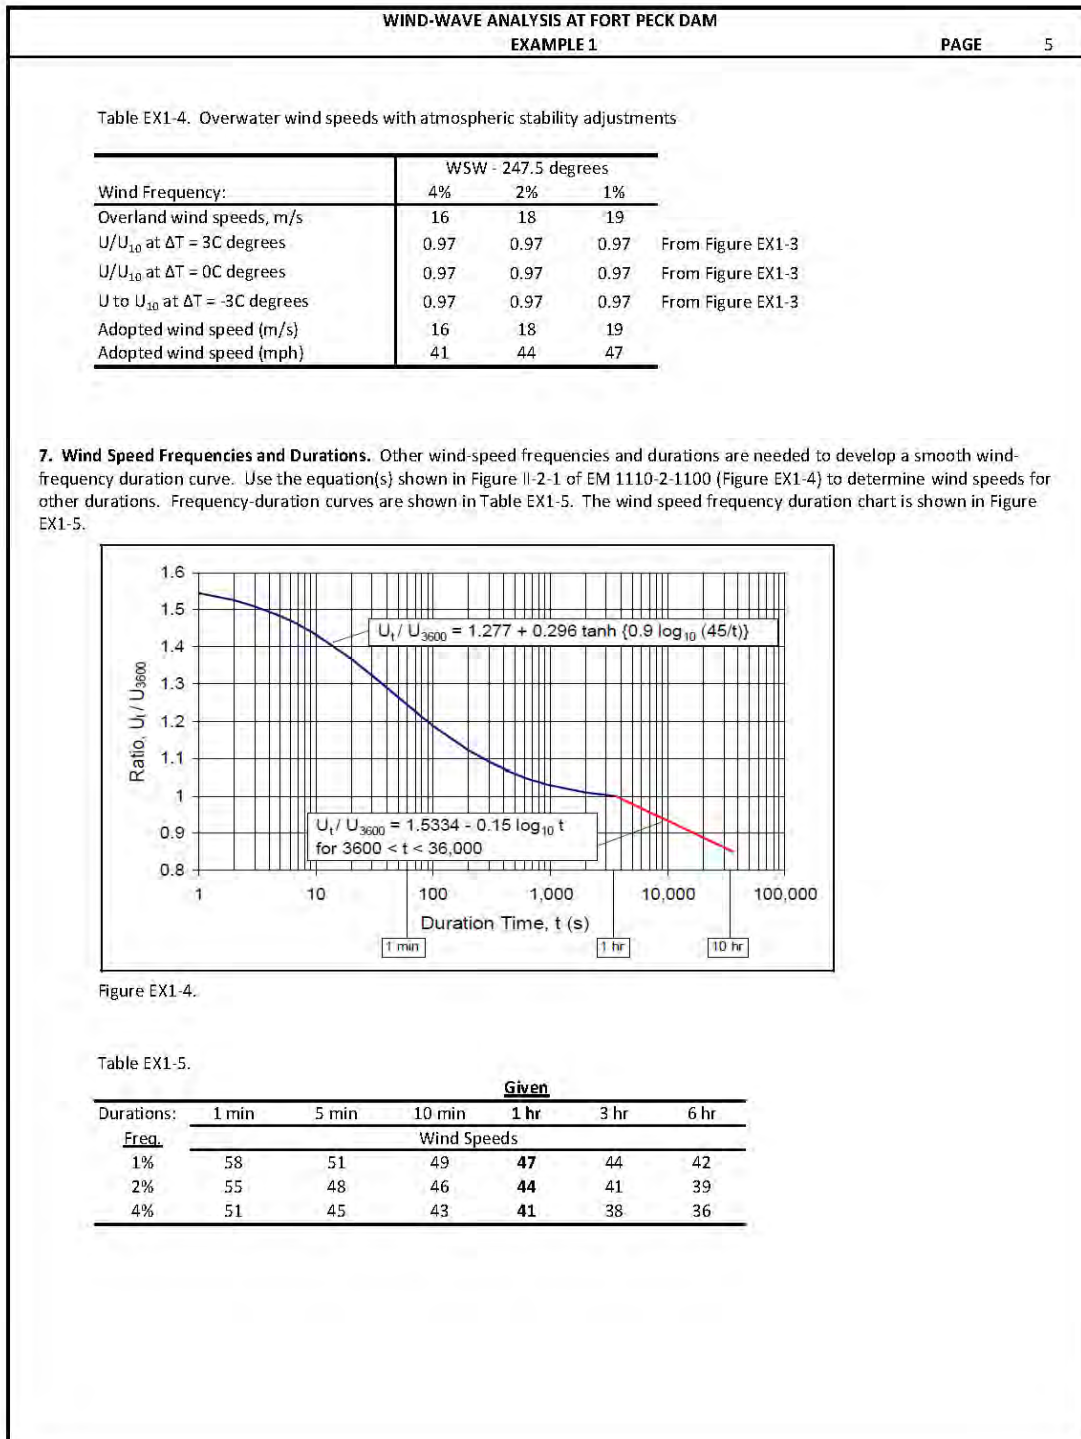 WIND-WAVE ANALYSIS AT FORT PECK DAM
EXAMPLE 1 PAGE 5
Table EX1-4. Overwater wind speeds with atmospheric stability adjustments
WSW - 247.5 degrees
Wind Frequency: 4% 2% 1%
Overland wind speeds, m/s 16 18 19
U/U10 at ΔT = 3C degrees 0.97 0.97 0.97 From Figure EX1-3
U/U10 at ΔT = 0C degrees 0.97 0.97 0.97 From Figure EX1-3
U to U10 at ΔT = -3C degrees 0.97 0.97 0.97 From Figure EX1-3
Adopted wind speed (m/s) 16 18 19
Adopted wind speed (mph) 41 44 47
7. Wind Speed Frequencies and Durations. Other wind-speed frequencies and durations are needed to develop a smooth wind-
frequency duration curve. Use the equation(s) shown in Figure II-2-1 of EM 1110-2-1100 (Figure EX1-4) to determine wind speeds for
other durations. Frequency-duration curves are shown in Table EX1-5. The wind speed frequency duration chart is shown in Figure
EX1-5.
1.6
1.5
Ut / U3600 = 1.277 + 0.296 tanh {0.9 log10 (45/t)}
1.4
1.3
Ratio, Ut / U3600
1.2
1.1
1
Ut / U3600 = 1.5334 - 0.15 log10 t
for 3600 < t < 36,000
0.9
0.8
1 10 100 1,000 10,000 100,000
Duration Time, t (s)
1 min 1 hr 10 hr
Figure EX1-4.
Table EX1-5.
Given
Durations: 1 min 5 min 10 min 1 hr 3 hr 6 hr
Freq. Wind Speeds
1% 58 51 49 47 44 42
2% 55 48 46 44 41 39
4% 51 45 43 41 38 36